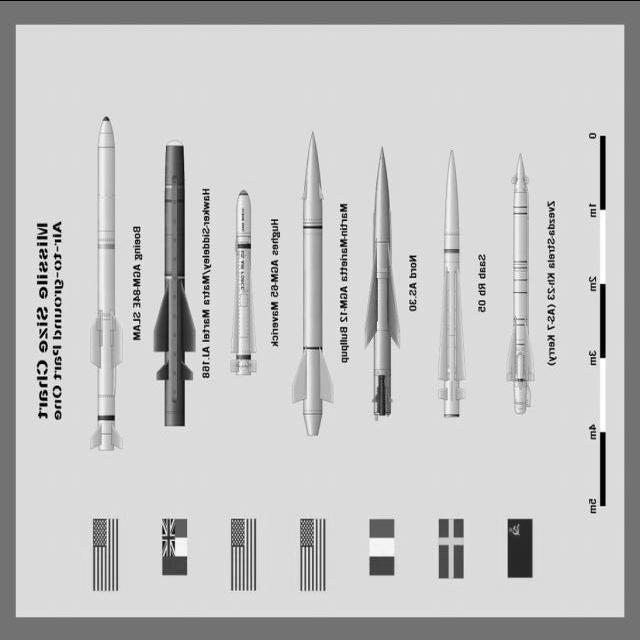 Missile Size Chart
Air-to-Ground Part One
Boeing AGM-84E SLAM
Hawker-Siddeley/Matra Martel AJ.168
Hughes AGM-65 Maverick
Martin-Marietta AGM-12 Bullpup
Nord AS.30
Saab Rb 05
Zvezda-Strela Kh-23 (AS-7 Kerry)
0
1m
2m
3m
4m
5m